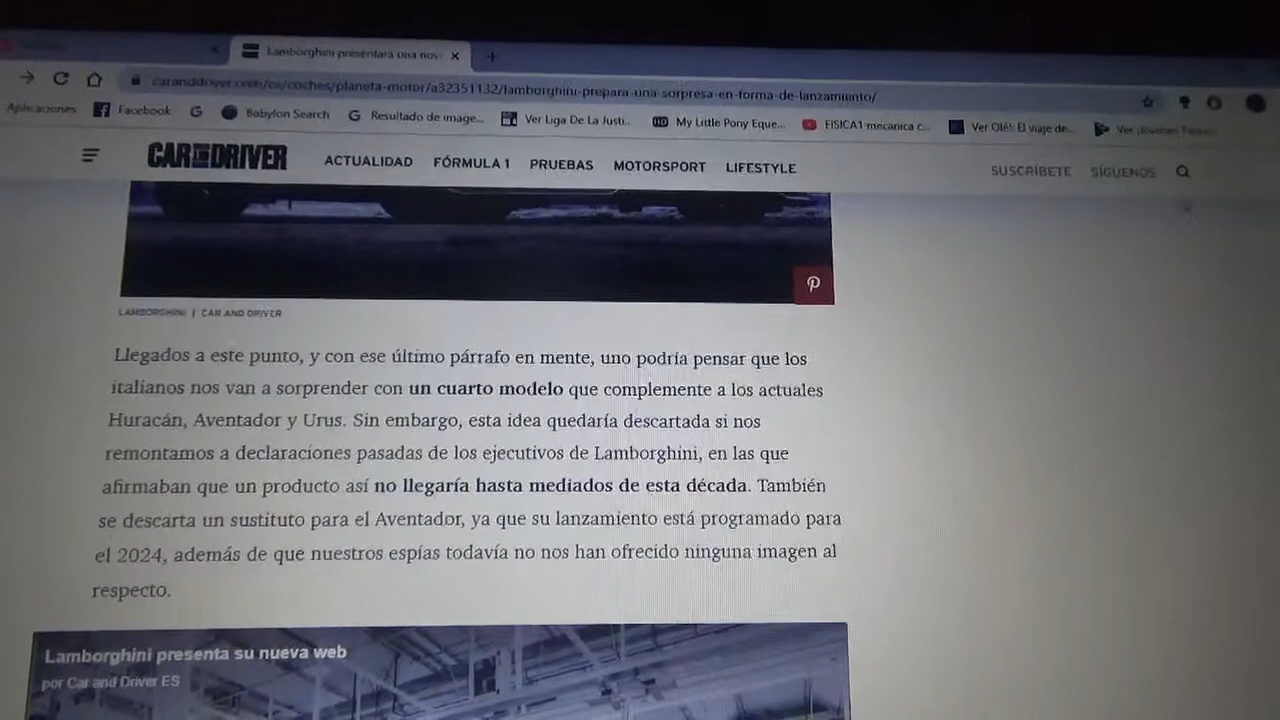 Lamborghini presentará una nov
caranddriver.com/es/coches/planeta-motor/a32351132/lamborghini-prepara-una-sorpresa-en-forma-de-lanzamiento/
Aplicaciones Facebook Babylon Search Resultado de image... Ver Liga De La Justi... My Little Pony Eque... FISICA1 mecanica c... Ver Olé!: El viaje de... Ver Jóvenes
CAR AND DRIVER ACTUALIDAD FÓRMULA 1 PRUEBAS MOTORSPORT LIFESTYLE SUSCRÍBETE SÍGUENOS
LAMBORGHINI | CAR AND DRIVER
Llegados a este punto, y con ese último párrafo en mente, uno podría pensar que los
italianos nos van a sorprender con un cuarto modelo que complemente a los actuales
Huracán, Aventador y Urus. Sin embargo, esta idea quedaría descartada si nos
remontamos a declaraciones pasadas de los ejecutivos de Lamborghini, en las que
afirmaban que un producto así no llegaría hasta mediados de esta década. También
se descarta un sustituto para el Aventador, ya que su lanzamiento está programado para
el 2024, además de que nuestros espías todavía no nos han ofrecido ninguna imagen al
respecto.
Lamborghini presenta su nueva web
por Car and Driver ES